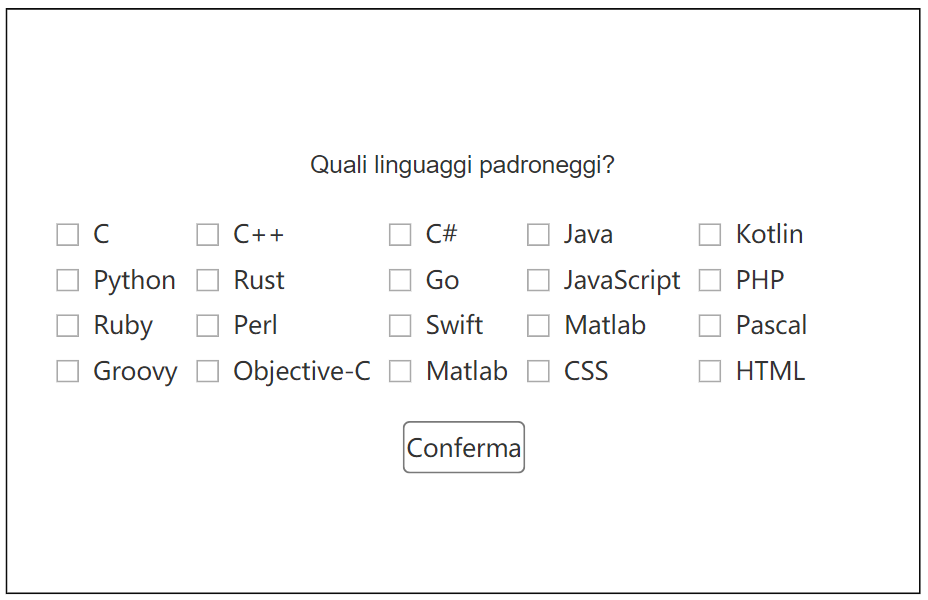 Quali linguaggi padroneggi?
C C++ C# Java Kotlin
Python Rust Go JavaScript PHP
Ruby Perl Swift Matlab Pascal
Groovy Objective-C Matlab CSS HTML
Conferma